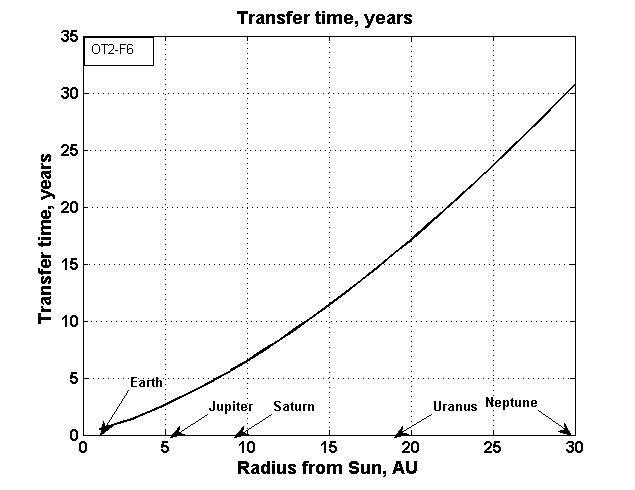 Transfer time, years
OT2-F6
35
30
25
20
15
10
5
0
Transfer time, years
Earth
Jupiter
Saturn
Uranus
Neptune
0 5 10 15 20 25 30
Radius from Sun, AU